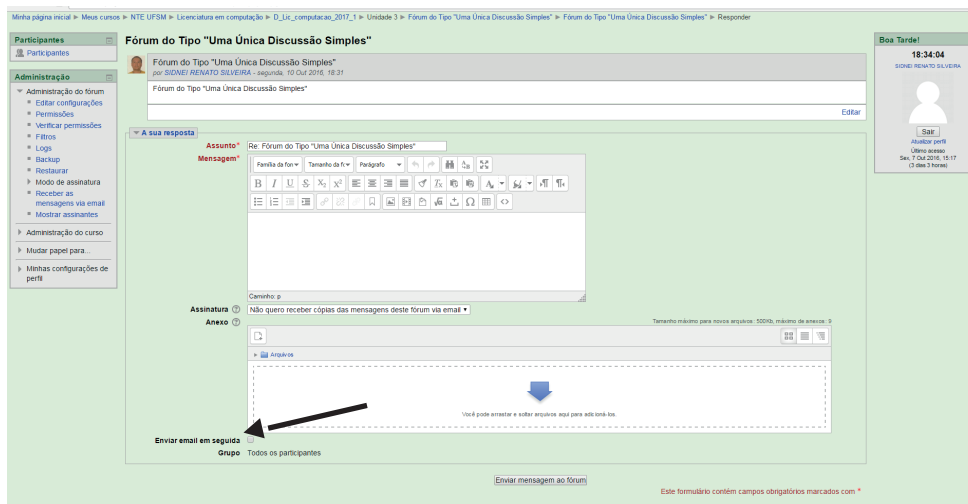 Minha página inicial ► Meus cursos ► NTE UFSM ► Licenciatura em computação ► D_Lic_computacao_2017_1 ► Unidade 3 ► Fórum do Tipo "Uma Única Discussão Simples" ► Fórum do Tipo "Uma Única Discussão Simples" ► Responder
Participantes
Participantes
Administração
Administração do fórum
Editar configurações
Permissões
Verificar permissões
Filtros
Logs
Backup
Restaurar
Modo de assinatura
Receber as
mensagens via email
Mostrar assinantes
Administração do curso
Mudar papel para...
Minhas configurações de
perfil
Fórum do Tipo "Uma Única Discussão Simples"
Fórum do Tipo "Uma Única Discussão Simples"
por SIDNEI RENATO SILVEIRA - segunda, 10 Out 2016, 18:31
Fórum do Tipo "Uma Única Discussão Simples"
Editar
A sua resposta
Assunto* Re: Fórum do Tipo "Uma Única Discussão Simples"
Mensagem*
Família da fon Tamanho da fc Parágrafo
Caminho: p
Assinatura Não quero receber cópias das mensagens deste fórum via email
Anexo Tamanho máximo para novos arquivos: 500Kb, máximo de anexos: 9
Arquivos
Você pode arrastar e soltar arquivos aqui para adicioná-los.
Enviar email em seguida
Grupo Todos os participantes
Enviar mensagem ao fórum
Este formulário contém campos obrigatórios marcados com *
Boa Tarde!
18:34:04
SIDNEI RENATO SILVEIRA
Sair
Atualizar perfil
Último acesso
Sex, 7 Out 2016, 15:17
(3 dias 3 horas)